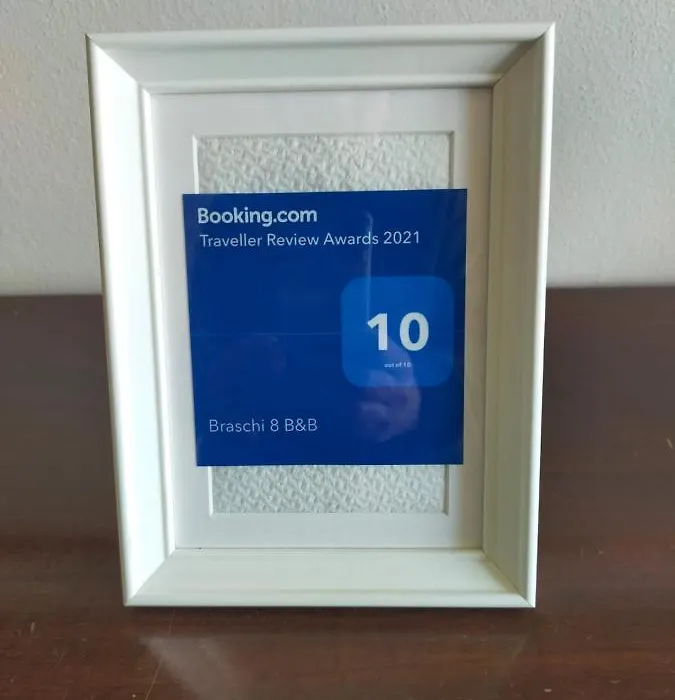 Booking.com
Traveller Review Awards 2021
10
out of 10
Braschi 8 B&B